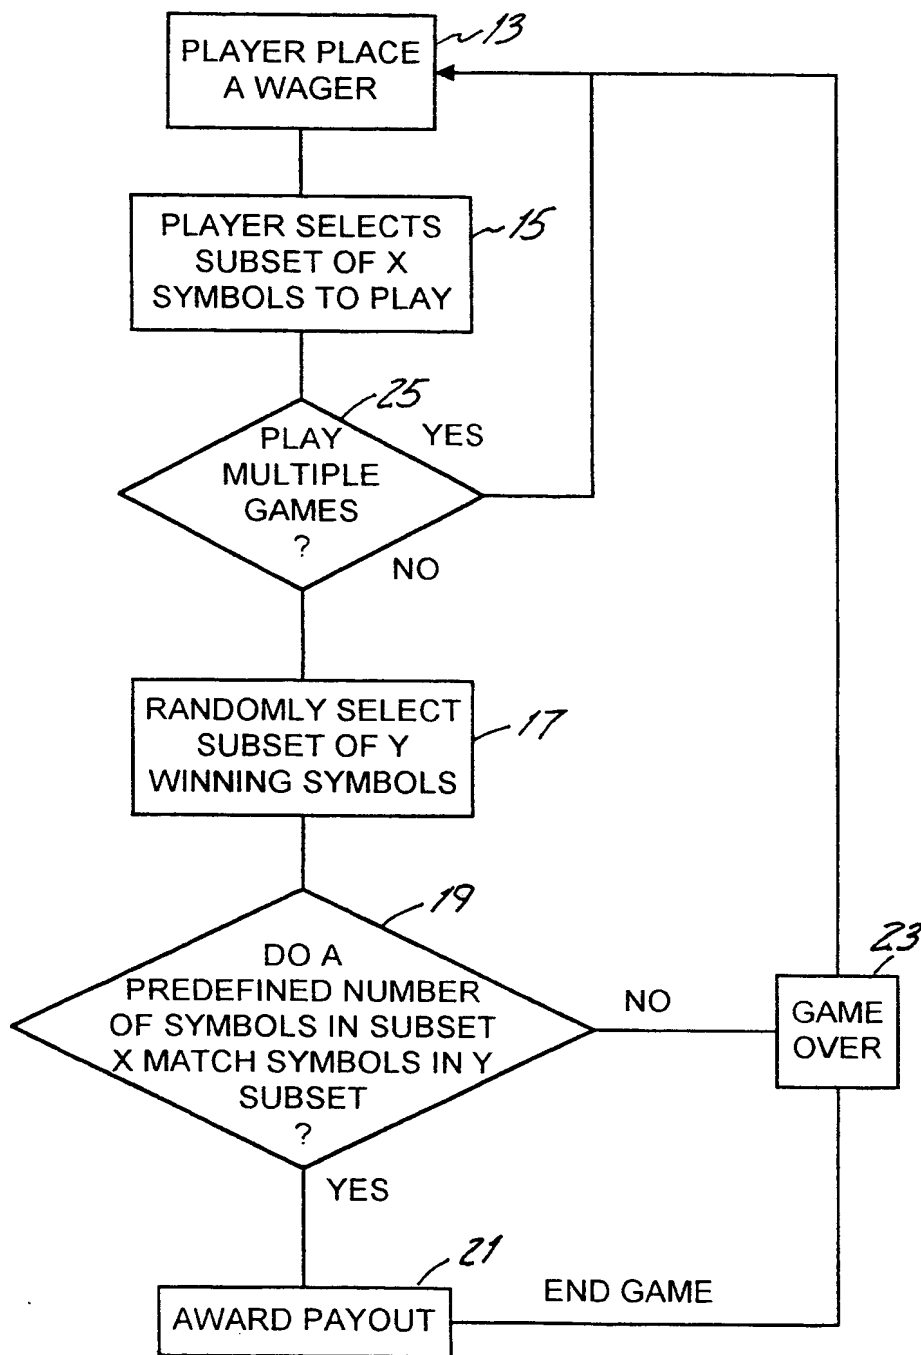 13
PLAYER PLACE
A WAGER
15
PLAYER SELECTS
SUBSET OF X
SYMBOLS TO PLAY
25
PLAY
MULTIPLE
GAMES
?
YES
NO
17
RANDOMLY SELECT
SUBSET OF Y
WINNING SYMBOLS
19
DO A
PREDEFINED NUMBER
OF SYMBOLS IN SUBSET
X MATCH SYMBOLS IN Y
SUBSET
?
NO
23
GAME
OVER
YES
21
AWARD PAYOUT
END GAME